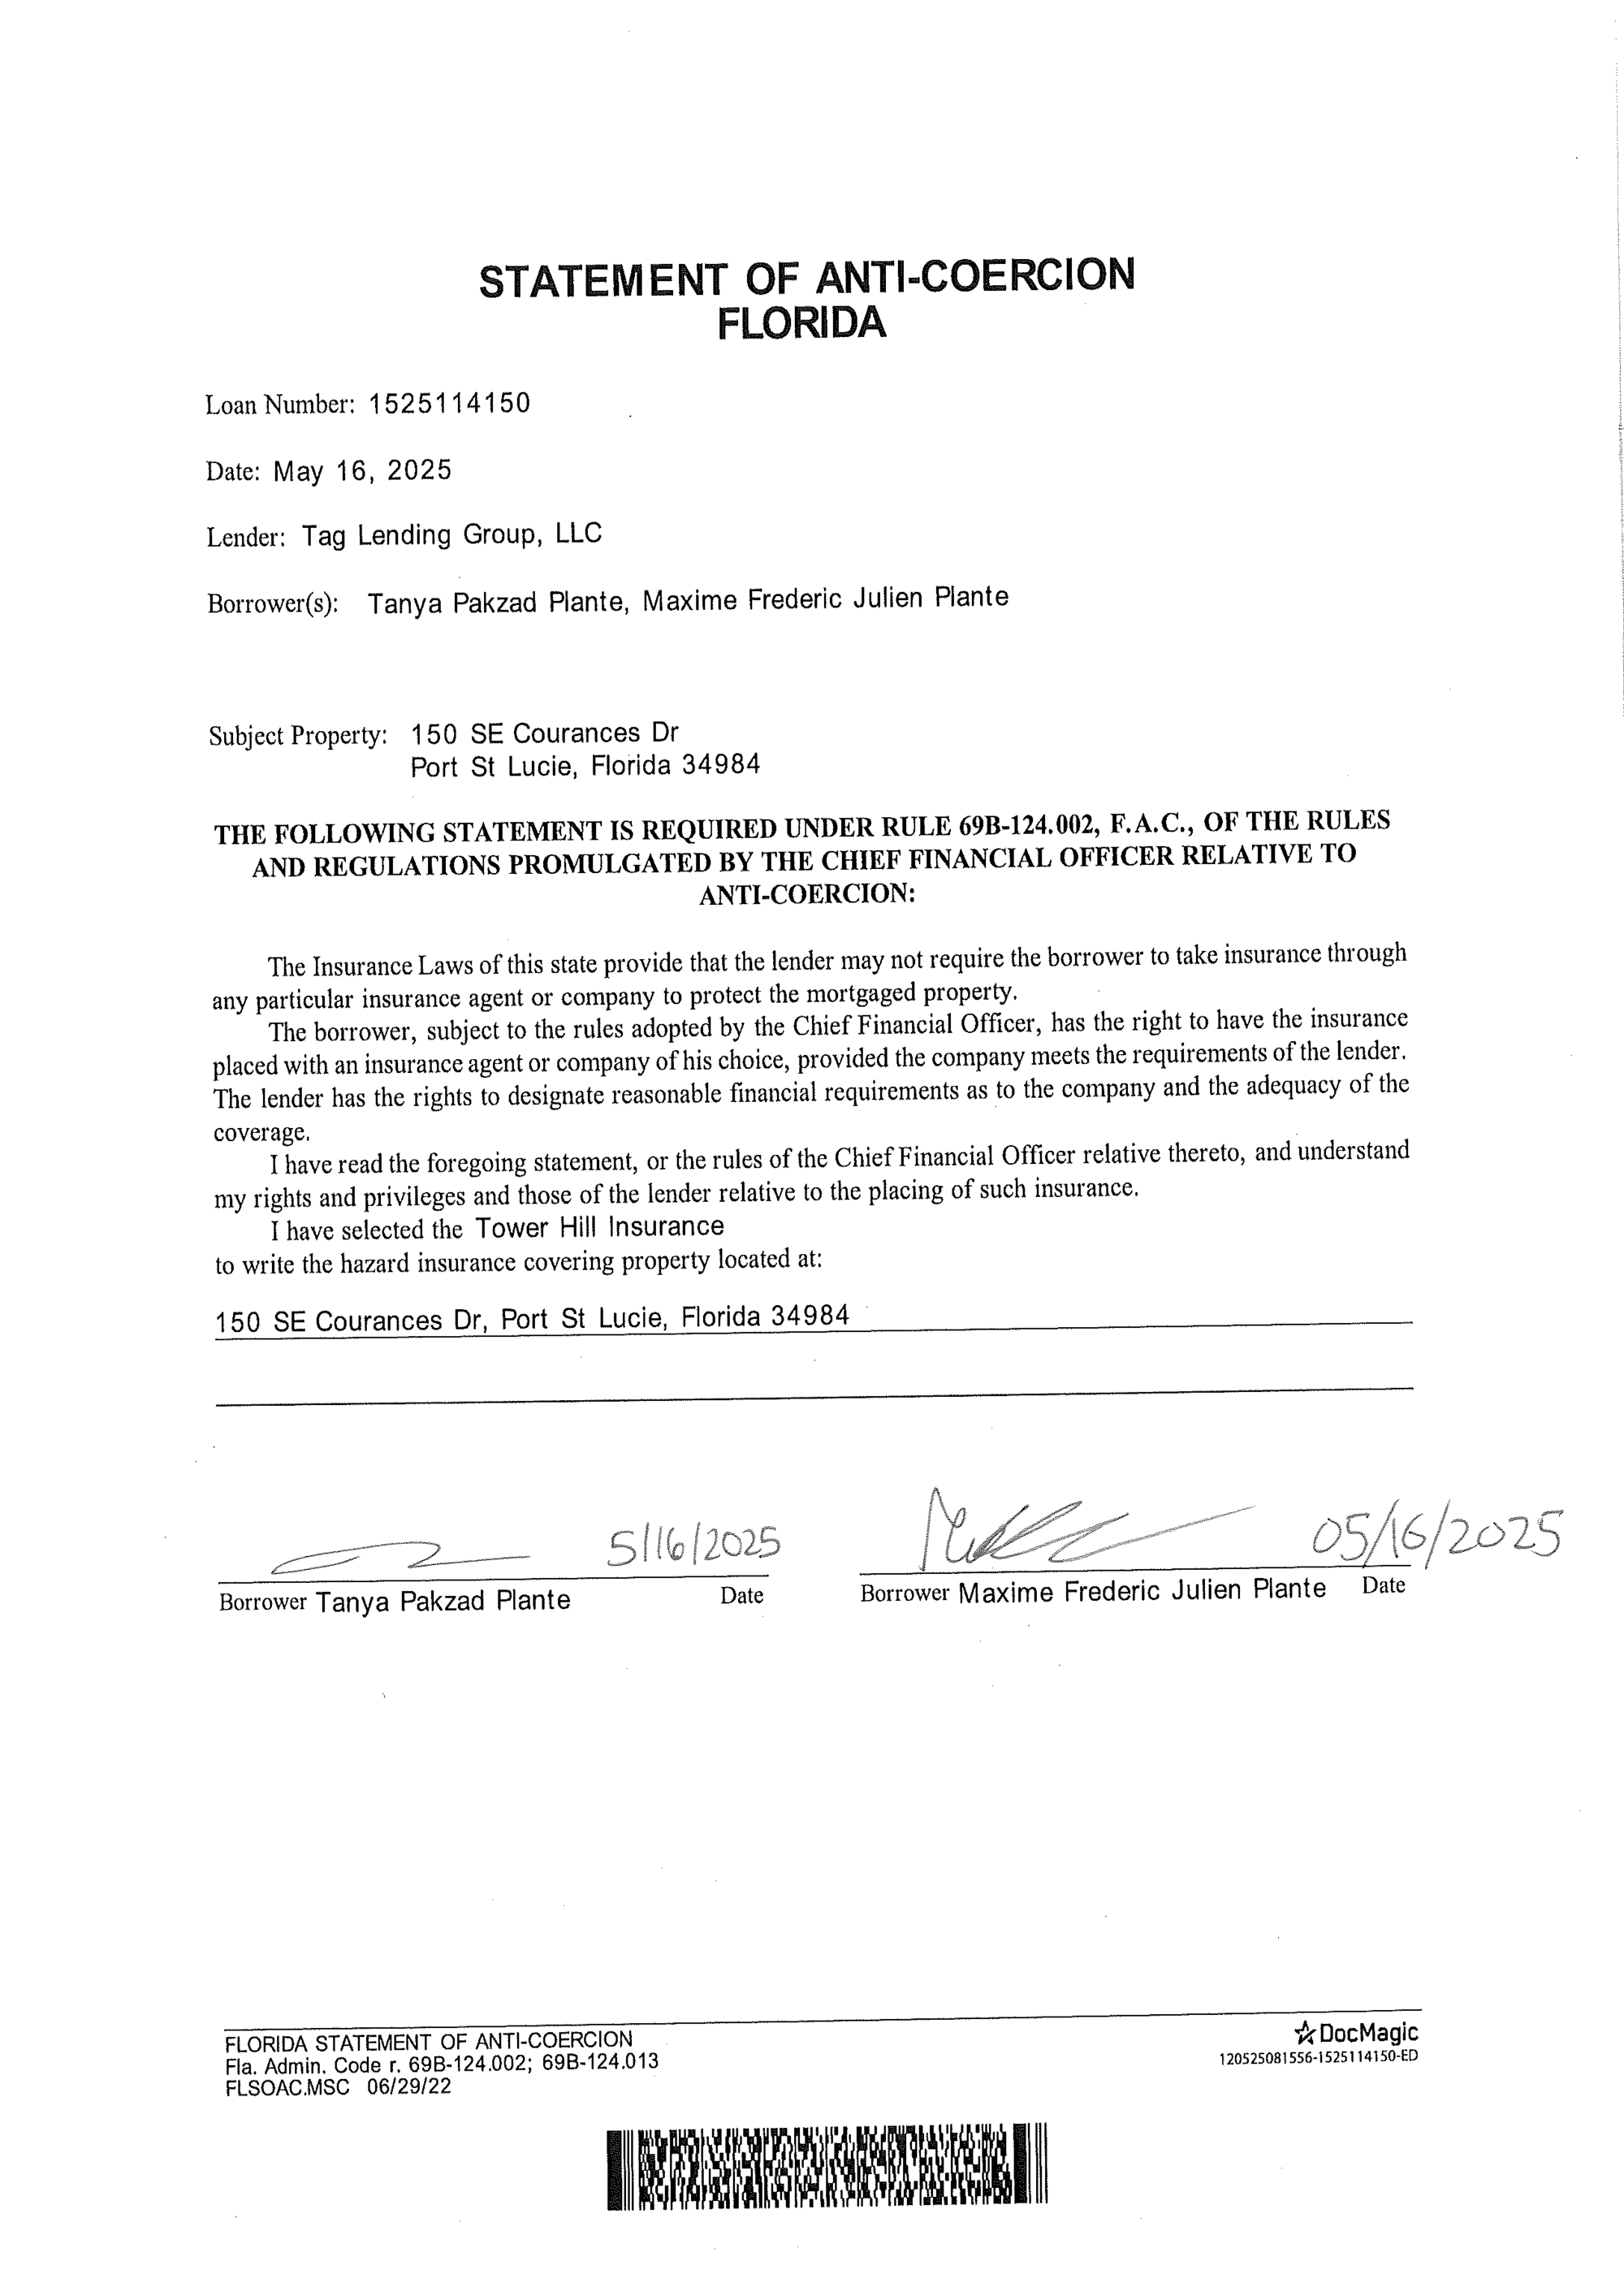 STATEMENT OF ANTI-COERCION
FLORIDA
Loan Number: 1525114150
Date: May 16, 2025
Lender: Tag Lending Group, LLC
Borrower(s): Tanya Pakzad Plante, Maxime Frederic Julien Plante
Subject Property: 150 SE Courances Dr
Port St Lucie, Florida 34984
THE FOLLOWING STATEMENT IS REQUIRED UNDER RULE 69B-124.002, F.A.C., OF THE RULES
AND REGULATIONS PROMULGATED BY THE CHIEF FINANCIAL OFFICER RELATIVE TO
ANTI-COERCION:
The Insurance Laws of this state provide that the lender may not require the borrower to take insurance through
any particular insurance agent or company to protect the mortgaged property.
The borrower, subject to the rules adopted by the Chief Financial Officer, has the right to have the insurance
placed with an insurance agent or company of his choice, provided the company meets the requirements of the lender.
The lender has the rights to designate reasonable financial requirements as to the company and the adequacy of the
coverage.
I have read the foregoing statement, or the rules of the Chief Financial Officer relative thereto, and understand
my rights and privileges and those of the lender relative to the placing of such insurance.
I have selected the Tower Hill Insurance
to write the hazard insurance covering property located at:
150 SE Courances Dr, Port St Lucie, Florida 34984
5/16/2025 05/16/2025
Borrower Tanya Pakzad Plante Date Borrower Maxime Frederic Julien Plante Date
FLORIDA STATEMENT OF ANTI-COERCION
Fla. Admin. Code r. 69B-124.002; 69B-124.013
FLSOAC.MSC 06/29/22
DocMagic
120525081556-1525114150-ED